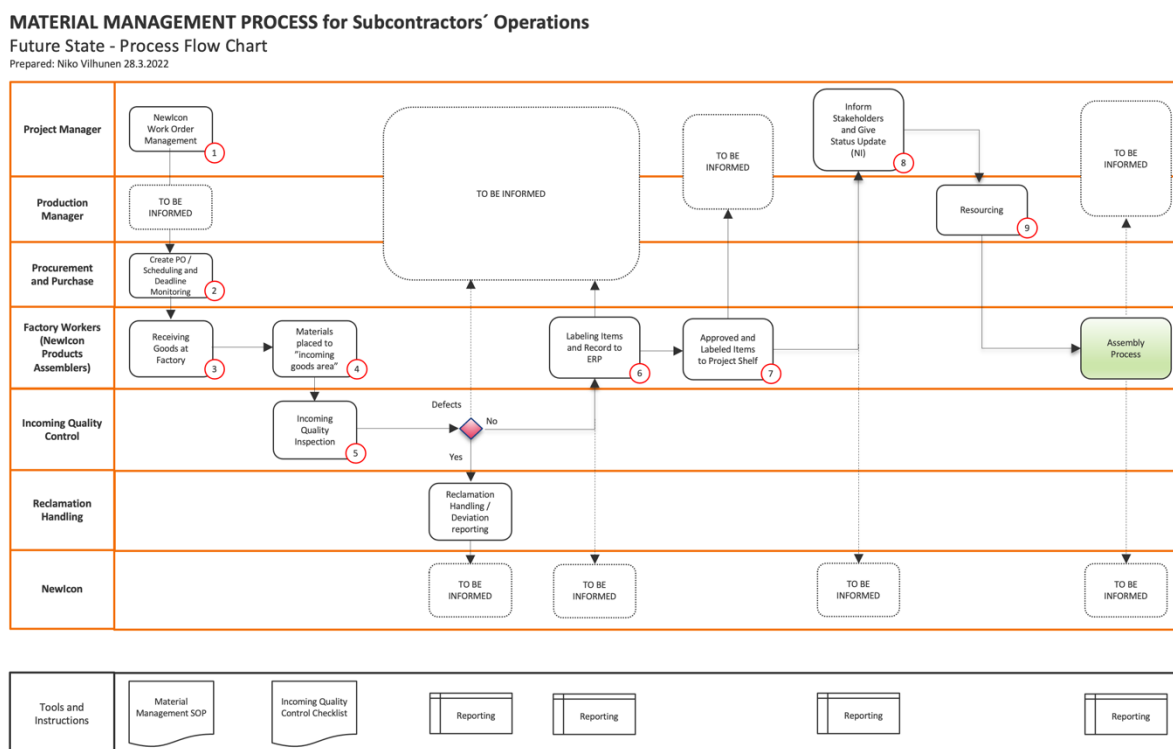 MATERIAL MANAGEMENT PROCESS for Subcontractors´ Operations
Future State - Process Flow Chart
Prepared: Niko Vilhunen 28.3.2022
Project Manager
NewIcon
Work Order
Management
1
TO BE INFORMED
TO BE
INFORMED
Inform
Stakeholders
and Give
Status Update
(NI)
8
TO BE
INFORMED
Production
Manager
TO BE
INFORMED
Resourcing
9
Procurement
and Purchase
Create PO /
Scheduling and
Deadline
Monitoring
2
Factory Workers
(NewIcon
Products
Assemblers)
Receiving
Goods at
Factory
3
Materials
placed to
"incoming
goods area"
4
Labeling Items
and Record to
ERP
6
Approved and
Labeled Items
to Project Shelf
7
Assembly
Process
Incoming Quality
Control
Incoming
Quality
Inspection
5
Defects
No
Yes
Reclamation
Handling
Reclamation
Handling /
Deviation
reporting
NewIcon
TO BE
INFORMED
TO BE
INFORMED
TO BE
INFORMED
TO BE
INFORMED
Tools and
Instructions
Material
Management SOP
Incoming Quality
Control Checklist
Reporting
Reporting
Reporting
Reporting